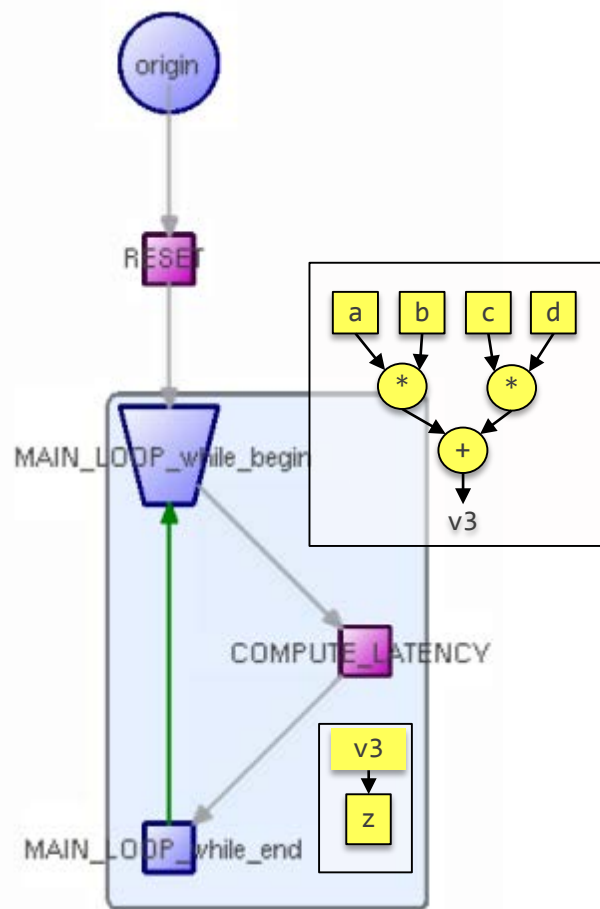 origin
RESET
a b c d
* *
+
v3
MAIN_LOOP_while_begin
COMPUTE_LATENCY
v3
z
MAIN_LOOP_while_end